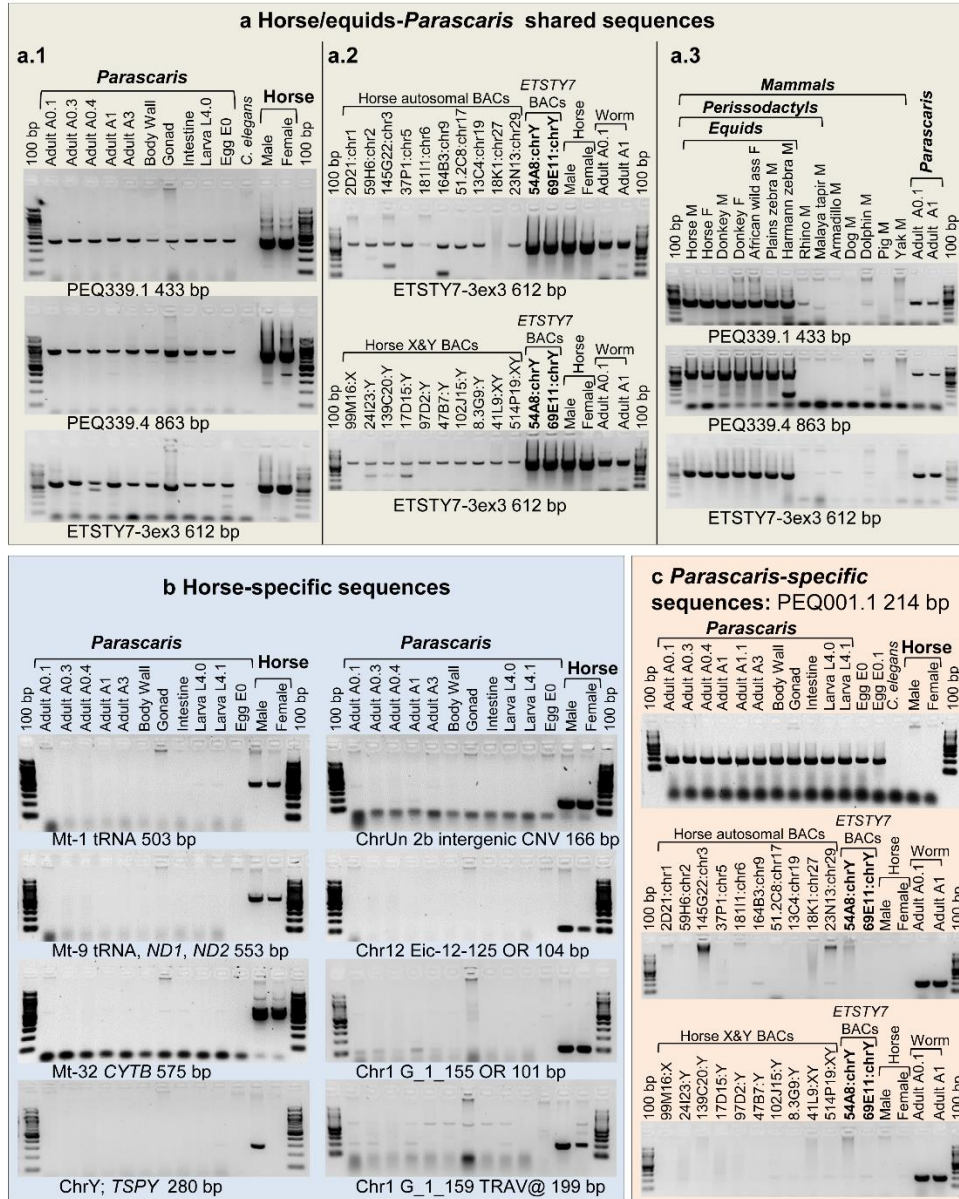 a Horse/equids-Parascaris shared sequences
a.1
Parascaris
Horse
100 bp
Adult A0.1
Adult A0.3
Adult A0.4
Adult A1
Adult A3
Body Wall
Gonad
Intestine
Larva L4.0
Egg E0
C. elegans
Male
Female
100 bp
PEQ339.1 433 bp
PEQ339.4 863 bp
ETSTY7-3ex3 612 bp
a.2
ETSTY7
Horse autosomal BACs
BACs
Horse
Worm
100 bp
2D21:chr1
59H6:chr2
145G22:chr3
37P1:chr5
181I1:chr6
164B3:chr9
51.2C8:chr17
13C4:chr19
18K1:chr27
23N13:chr29
54A8:chrY
69E11:chrY
Male
Female
Adult A0.1
Adult A1
100 bp
ETSTY7-3ex3 612 bp
ETSTY7
Horse X&Y BACs
BACs
Horse
Worm
100 bp
99M16:X
24I23:Y
139C20:Y
17D15:Y
97D2:Y
47B7:Y
102J15:Y
8.3G9:Y
41L9:XY
514P19:XY
54A8:chrY
69E11:chrY
Male
Female
Adult A0.1
Adult A1
100 bp
ETSTY7-3ex3 612 bp
a.3
Mammals
Perissodactyls
Equids
Parascaris
100 bp
Horse M
Horse F
Donkey M
Donkey F
African wild ass F
Plains zebra M
Harmann zebra M
Rhino M
Malaya tapir M
Armadillo M
Dog M
Dolphin M
Pig M
Yak M
Adult A0.1
Adult A1
100 bp
PEQ339.1 433 bp
PEQ339.4 863 bp
ETSTY7-3ex3 612 bp
b Horse-specific sequences
Parascaris
Horse
100 bp
Adult A0.1
Adult A0.3
Adult A0.4
Adult A1
Adult A3
Body Wall
Gonad
Intestine
Larva L4.0
Larva L4.1
Egg E0
Male
Female
100 bp
Mt-1 tRNA 503 bp
Mt-9 tRNA, ND1, ND2 553 bp
Mt-32 CYTB 575 bp
ChrY; TSPY 280 bp
Parascaris
Horse
100 bp
Adult A0.1
Adult A0.3
Adult A0.4
Adult A1
Adult A3
Body Wall
Gonad
Intestine
Larva L4.0
Larva L4.1
Egg E0
Male
Female
100 bp
ChrUn 2b intergenic CNV 166 bp
Chr12 Eic-12-125 OR 104 bp
Chr1 G_1_155 OR 101 bp
Chr1 G_1_159 TRAV@ 199 bp
c Parascaris-specific
sequences: PEQ001.1 214 bp
Parascaris
Horse
100 bp
Adult A0.1
Adult A0.3
Adult A0.4
Adult A1
Adult A1.1
Adult A3
Body Wall
Gonad
Intestine
Larva L4.0
Larva L4.1
Egg E0
Egg E0.1
C. elegans
Male
Female
100 bp
ETSTY7
Horse autosomal BACs
BACs
Horse
Worm
100 bp
2D21:chr1
59H6:chr2
145G22:chr3
37P1:chr5
181I1:chr6
164B3:chr9
51.2C8:chr17
13C4:chr19
18K1:chr27
23N13:chr29
54A8:chrY
69E11:chrY
Male
Female
Adult A0.1
Adult A1
100 bp
ETSTY7
Horse X&Y BACs
BACs
Horse
Worm
100 bp
99M16:X
24I23:Y
139C20:Y
17D15:Y
97D2:Y
47B7:Y
102J15:Y
8.3G9:Y
41L9:XY
514P19:XY
54A8:chrY
69E11:chrY
Male
Female
Adult A0.1
Adult A1
100 bp